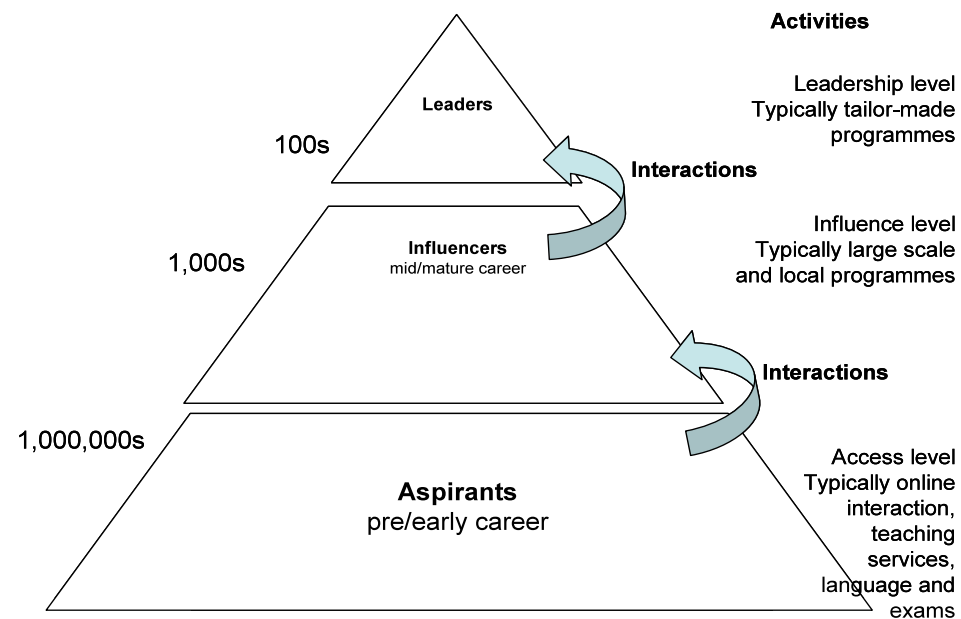 Activities
Leaders
Leadership level
Typically tailor-made
programmes
100s
Interactions
Influencers
mid/mature career
1,000s
Influence level
Typically large scale
and local programmes
Interactions
1,000,000s
Aspirants
pre/early career
Access level
Typically online
interaction,
teaching
services,
language and
exams